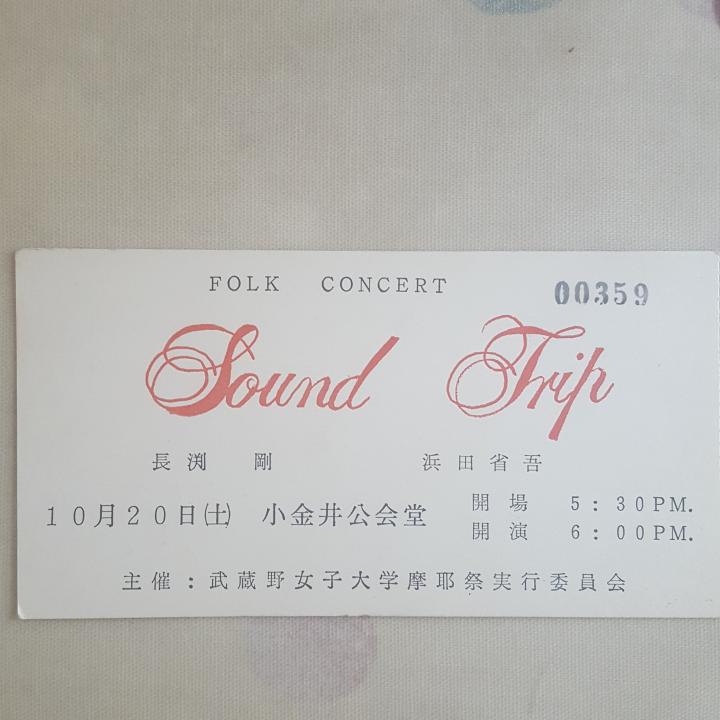 FOLK CONCERT 00359
Sound Trip
長渕 剛 浜田省吾
10月20日㈯ 小金井公会堂
開場 5:30PM.
開演 6:00PM.
主催:武蔵野女子大学摩耶祭実行委員会